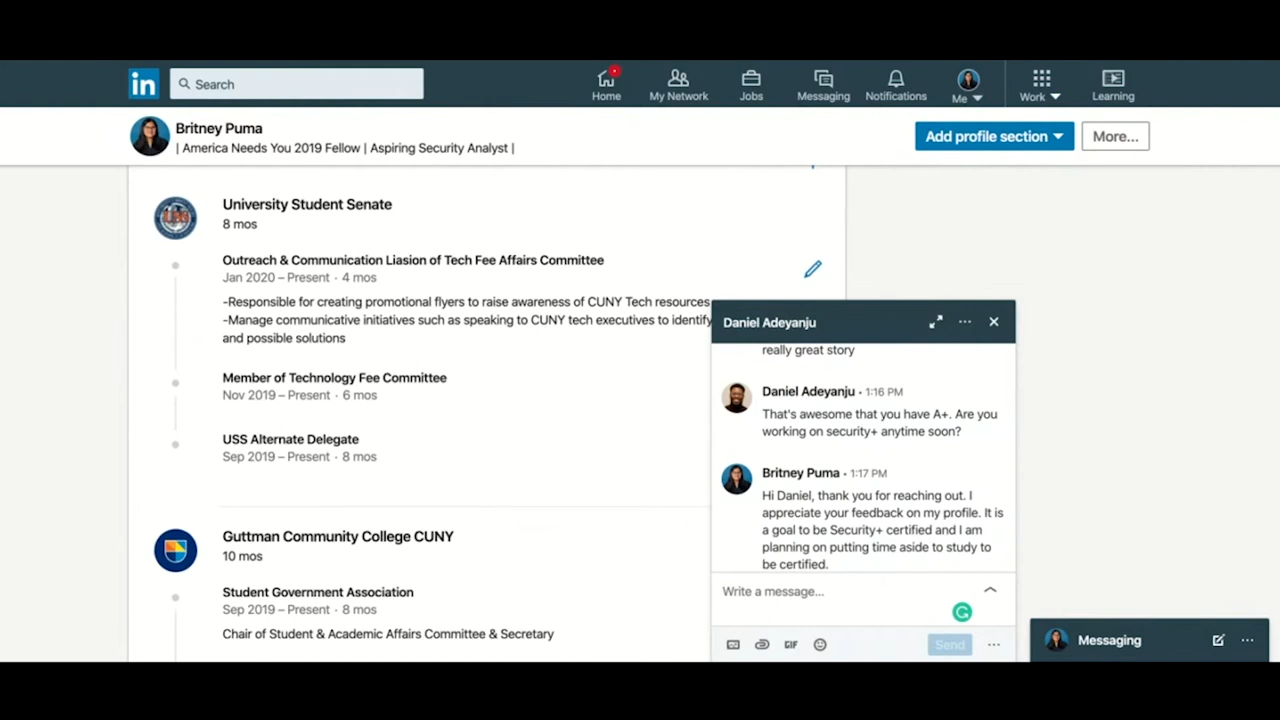 in
Search
Home
My Network
Jobs
Messaging
Notifications
Me
Work
Learning
Britney Puma
| America Needs You 2019 Fellow | Aspiring Security Analyst |
Add profile section
More...
University Student Senate
8 mos
Outreach & Communication Liasion of Tech Fee Affairs Committee
Jan 2020 – Present · 4 mos
-Responsible for creating promotional flyers to raise awareness of CUNY Tech resources
-Manage communicative initiatives such as speaking to CUNY tech executives to identify
and possible solutions
Member of Technology Fee Committee
Nov 2019 – Present · 6 mos
USS Alternate Delegate
Sep 2019 – Present · 8 mos
Guttman Community College CUNY
10 mos
Student Government Association
Sep 2019 – Present · 8 mos
Chair of Student & Academic Affairs Committee & Secretary
Daniel Adeyanju
really great story
Daniel Adeyanju • 1:16 PM
That's awesome that you have A+. Are you
working on security+ anytime soon?
Britney Puma • 1:17 PM
Hi Daniel, thank you for reaching out. I
appreciate your feedback on my profile. It is
a goal to be Security+ certified and I am
planning on putting time aside to study to
be certified.
Write a message...
GIF
Send
Messaging